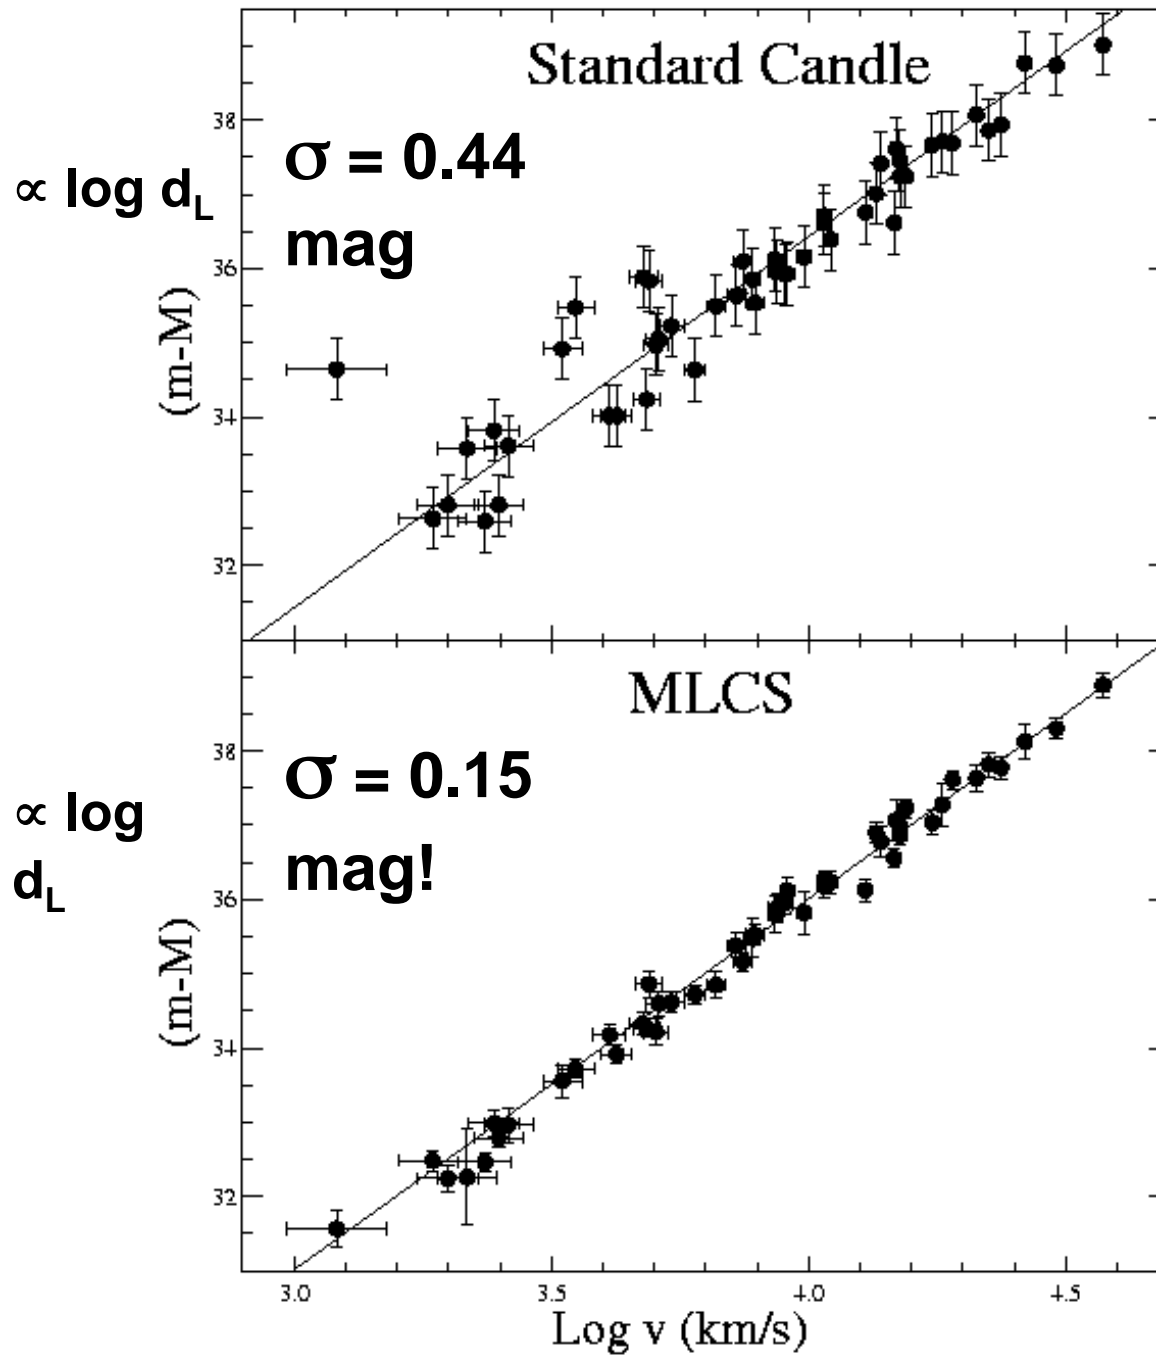 Standard Candle
38
σ = 0.44
∝ log d_L
mag
36
(m-M)
34
32
MLCS
38
σ = 0.15
∝ log
mag!
d_L
36
(m-M)
34
32
3.0 3.5 4.0 4.5
Log v (km/s)